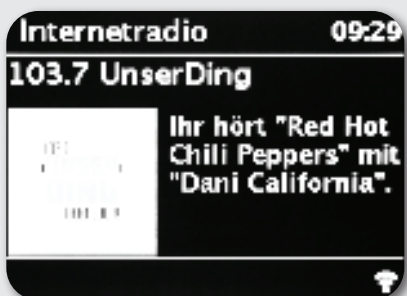 Internetradio 09:29
103.7 UnserDing
Ihr hört "Red Hot
Chili Peppers" mit
"Dani California".